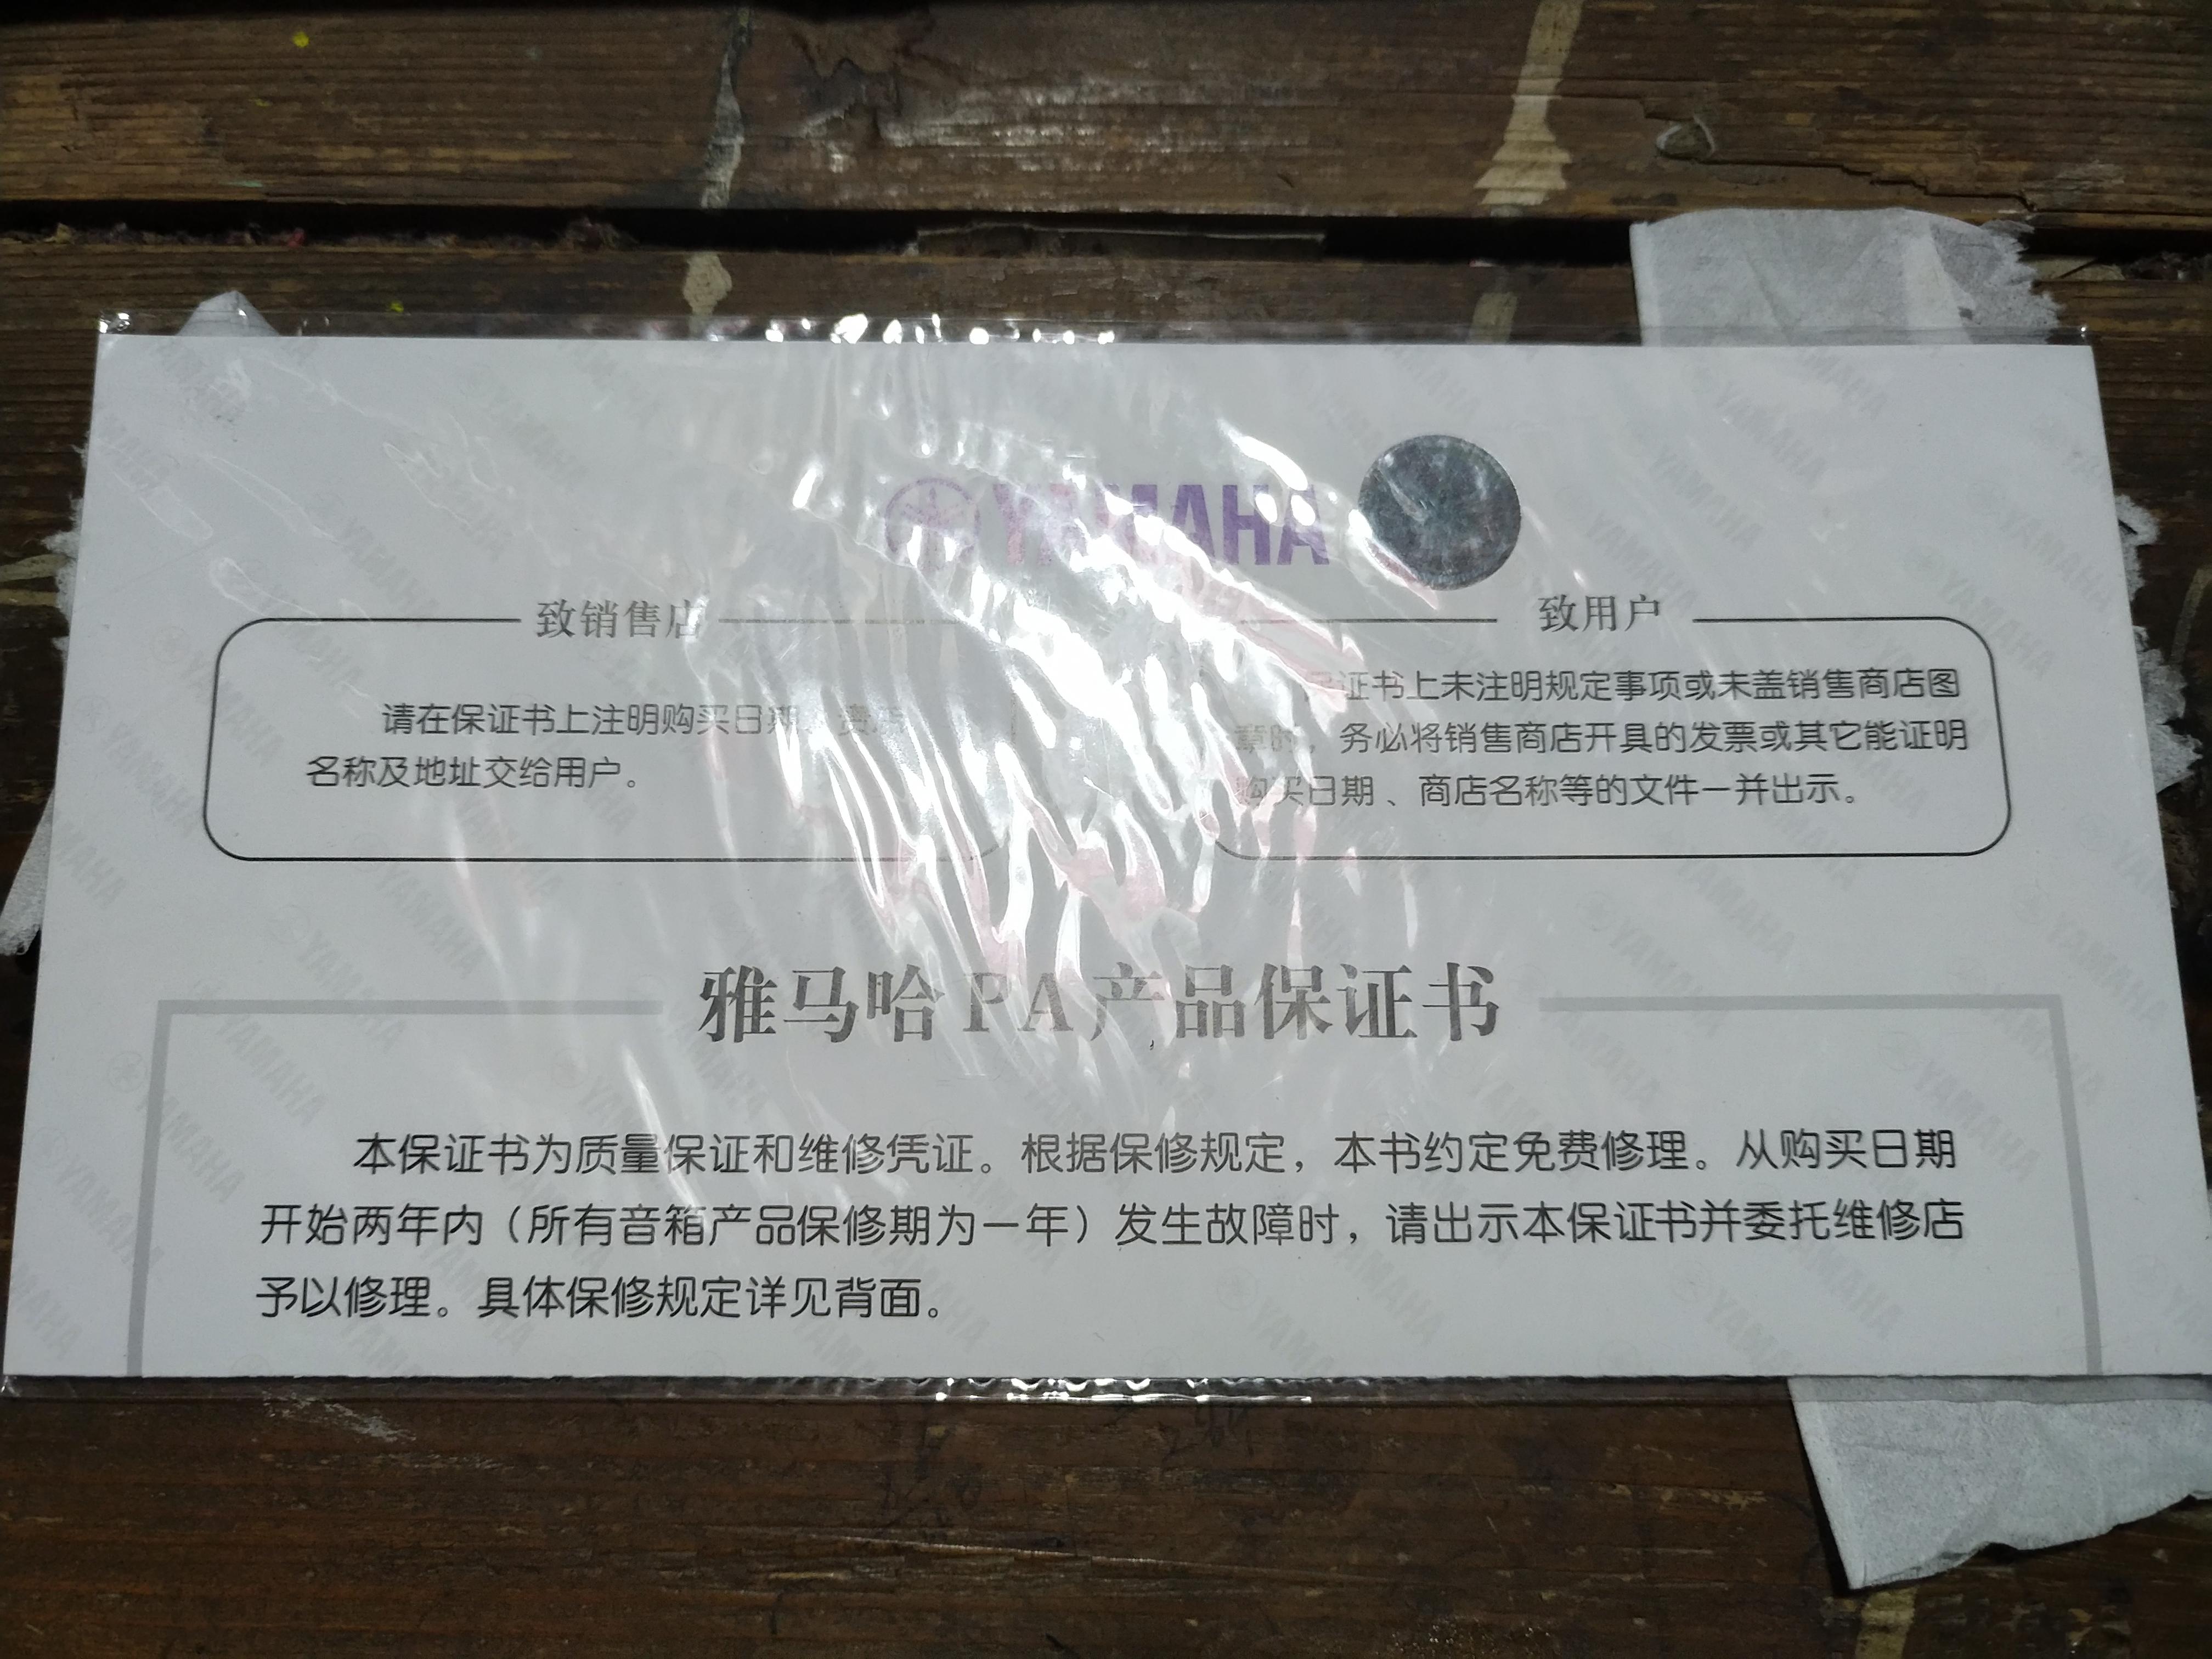 YAMAHA
致销售店
请在保证书上注明购买日期、贵店
名称及地址交给用户。
致用户
证书上未注明规定事项或未盖销售商店图
章时，务必将销售商店开具的发票或其它能证明
购买日期、商店名称等的文件一并出示。
雅马哈PA产品保证书
本保证书为质量保证和维修凭证。根据保修规定，本书约定免费修理。从购买日期
开始两年内（所有音箱产品保修期为一年）发生故障时，请出示本保证书并委托维修店
予以修理。具体保修规定详见背面。